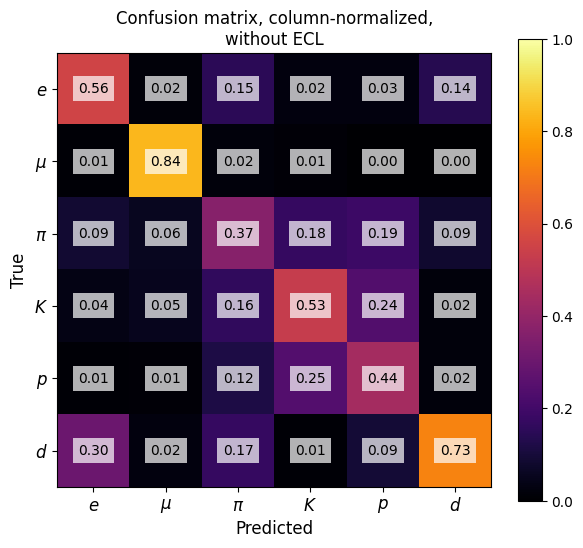 Confusion matrix, column-normalized,
without ECL
1.0
e 0.56 0.02 0.15 0.02 0.03 0.14
μ 0.01 0.84 0.02 0.01 0.00 0.00
0.8
π 0.09 0.06 0.37 0.18 0.19 0.09
0.6
True
K 0.04 0.05 0.16 0.53 0.24 0.02
0.4
p 0.01 0.01 0.12 0.25 0.44 0.02
0.2
d 0.30 0.02 0.17 0.01 0.09 0.73
0.0
e μ π K p d
Predicted